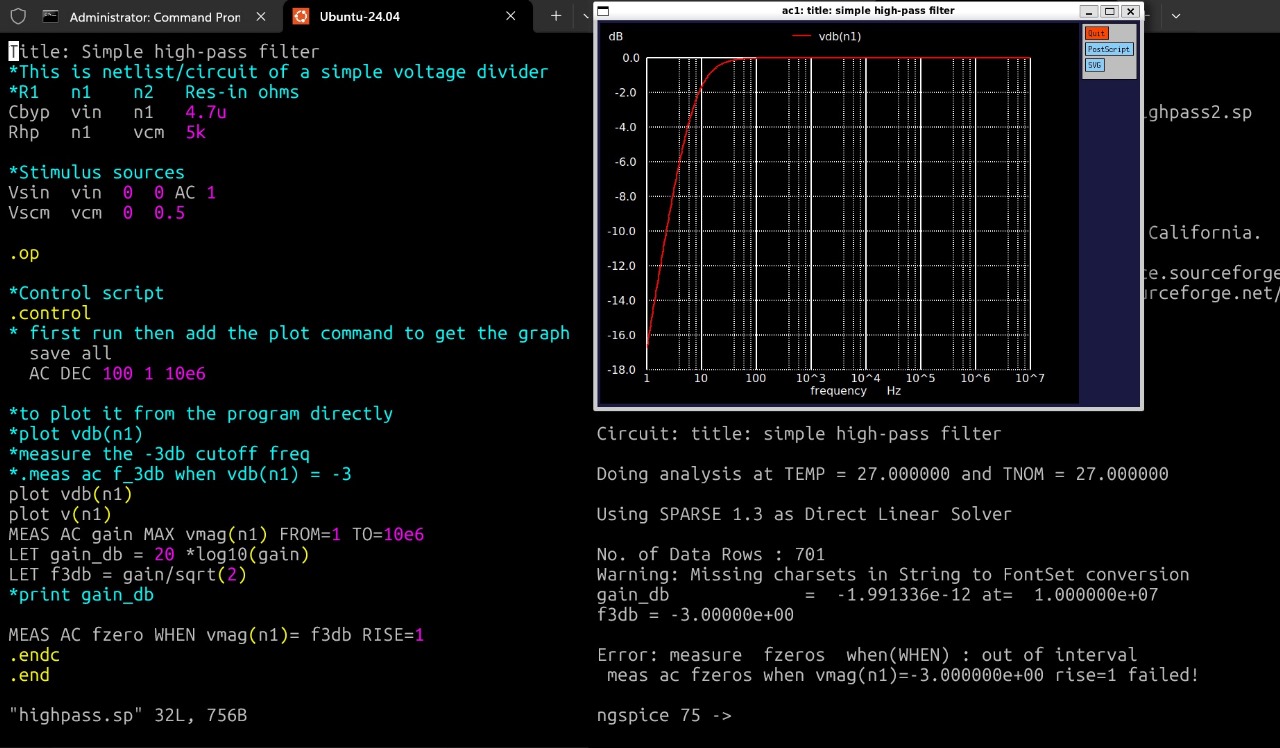 Administrator: Command Pron
Ubuntu-24.04
Title: Simple high-pass filter
*This is netlist/circuit of a simple voltage divider
*R1 n1 n2 Res-in ohms
Cbyp vin n1 4.7u
Rhp n1 vcm 5k
*Stimulus sources
Vsin vin 0 0 AC 1
Vscm vcm 0 0.5
.op
*Control script
.control
* first run then add the plot command to get the graph
save all
AC DEC 100 1 10e6
*to plot it from the program directly
*plot vdb(n1)
*measure the -3db cutoff freq
*.meas ac f_3db when vdb(n1) = -3
plot vdb(n1)
plot v(n1)
MEAS AC gain MAX vmag(n1) FROM=1 TO=10e6
LET gain_db = 20 *log10(gain)
LET f3db = gain/sqrt(2)
*print gain_db
MEAS AC fzero WHEN vmag(n1)= f3db RISE=1
.endc
.end
"highpass.sp" 32L, 756B
ac1: title: simple high-pass filter
dB
vdb(n1)
Quit
PostScript
SVG
0.0
-2.0
-4.0
-6.0
-8.0
-10.0
-12.0
-14.0
-16.0
-18.0
1 10 100 10^3 10^4 10^5 10^6 10^7
frequency Hz
ghpass2.sp
California.
ce.sourceforge
urceforge.net/
Circuit: title: simple high-pass filter
Doing analysis at TEMP = 27.000000 and TNOM = 27.000000
Using SPARSE 1.3 as Direct Linear Solver
No. of Data Rows : 701
Warning: Missing charsets in String to FontSet conversion
gain_db = -1.991336e-12 at= 1.000000e+07
f3db = -3.00000e+00
Error: measure fzeros when(WHEN) : out of interval
meas ac fzeros when vmag(n1)=-3.000000e+00 rise=1 failed!
ngspice 75 ->